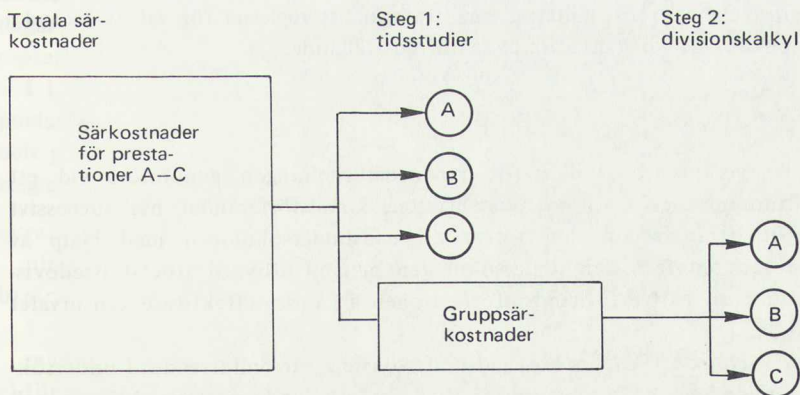 Totala sär-
kostnader
Steg 1:
tidsstudier
Steg 2:
divisionskalkyl
Särkostnader
för presta-
tioner A–C
A
B
C
Gruppsär-
kostnader
A
B
C